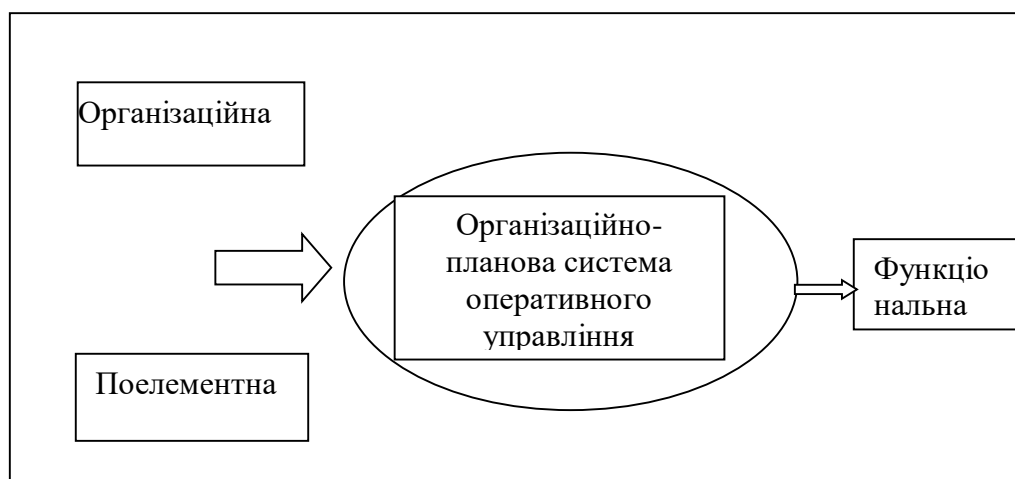 Організаційна
Організаційно-
планова система
оперативного
управління
Функціо
нальна
Поелементна